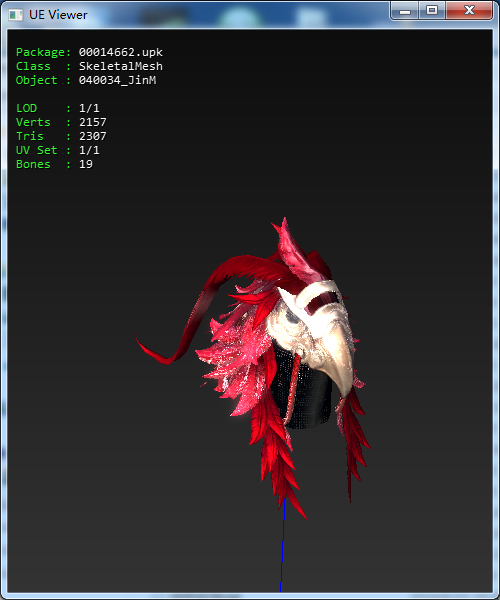 UE Viewer
Package: 00014662.upk
Class : SkeletalMesh
Object : 040034_JinM
LOD : 1/1
Verts : 2157
Tris : 2307
UV Set : 1/1
Bones : 19